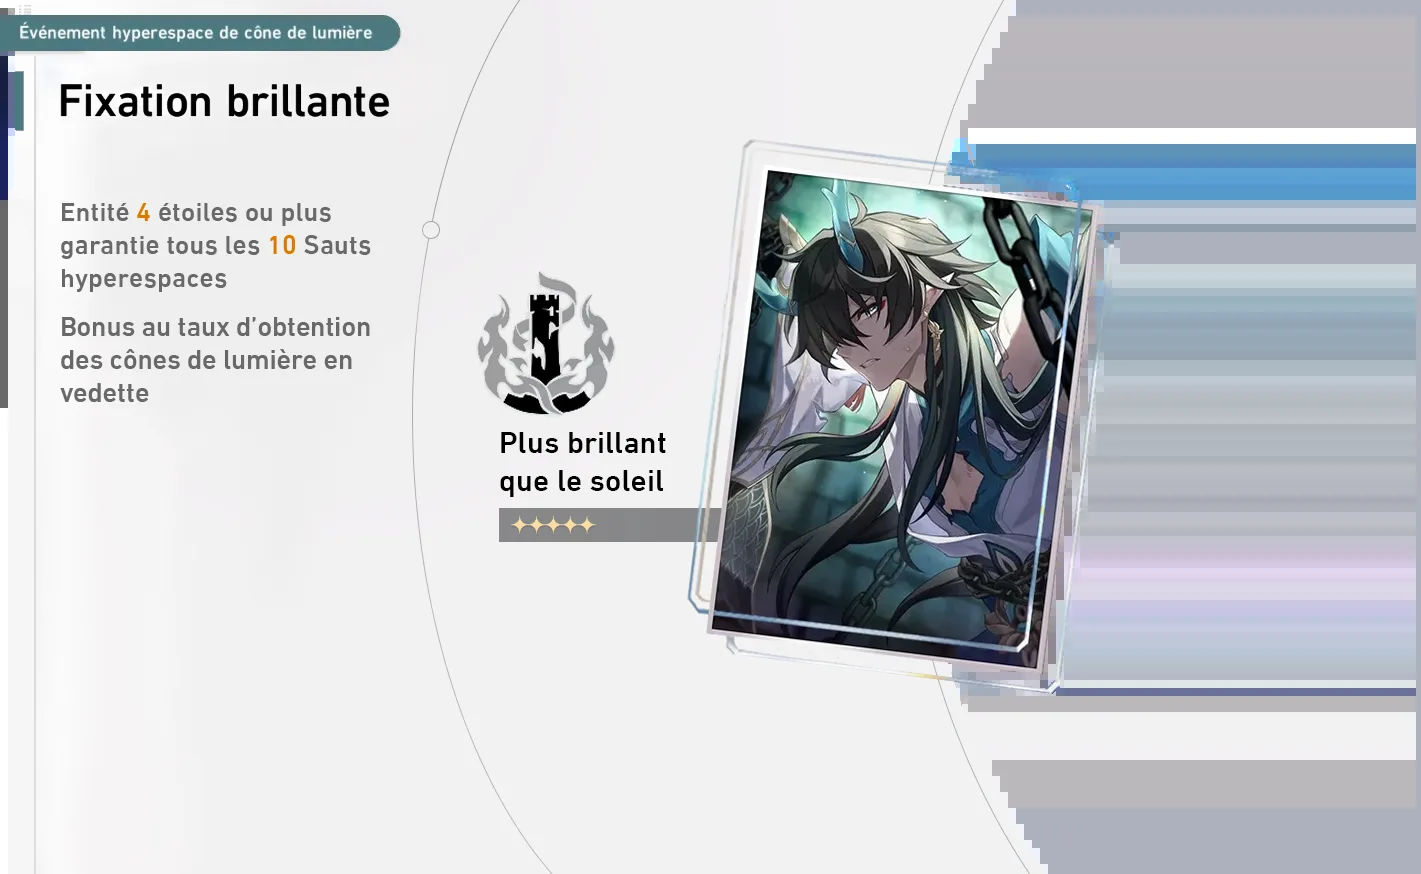 Événement hyperespace de cône de lumière
Fixation brillante
Entité 4 étoiles ou plus
garantie tous les 10 Sauts
hyperespaces
Bonus au taux d'obtention
des cônes de lumière en
vedette
Plus brillant
que le soleil